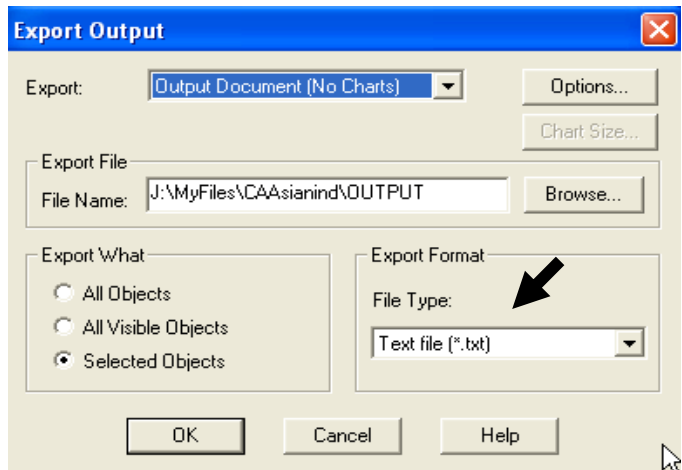 Export Output
Export:
Output Document (No Charts)
Options...
Chart Size...
Export File
File Name:
J:\MyFiles\CAAsianind\OUTPUT
Browse...
Export What
All Objects
All Visible Objects
Selected Objects
Export Format
File Type:
Text file (*.txt)
OK
Cancel
Help